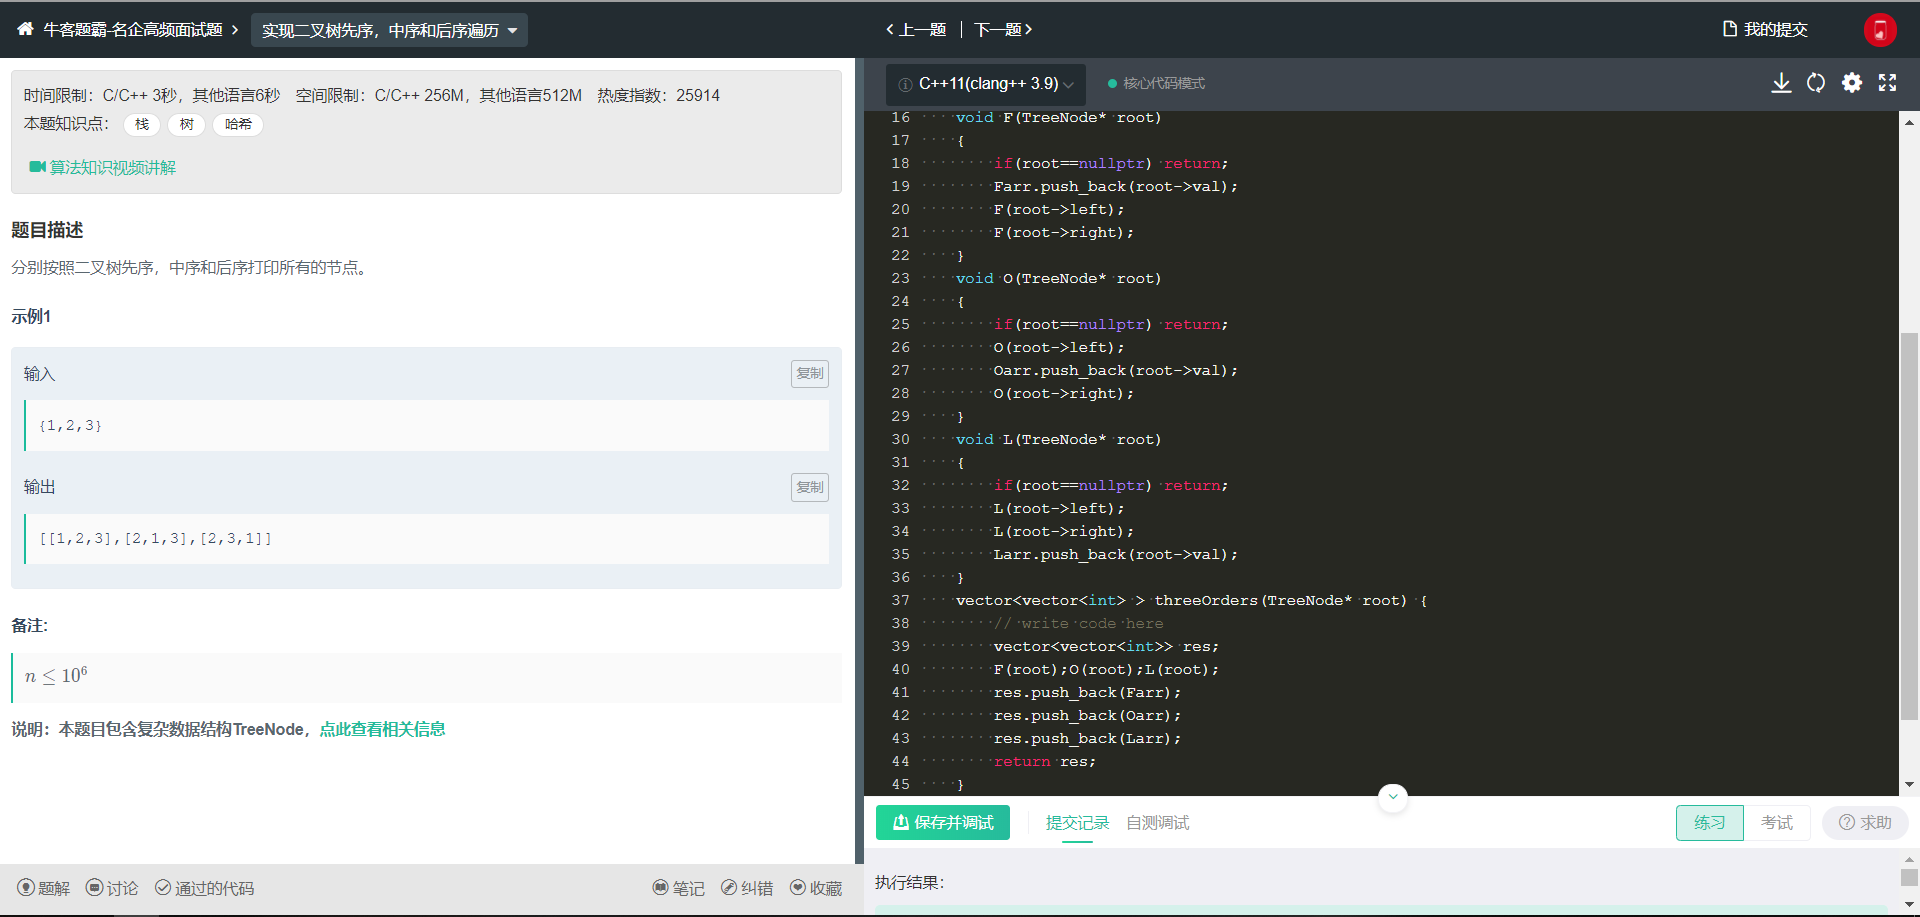 牛客题霸-名企高频面试题
实现二叉树先序，中序和后序遍历
上一题
下一题
我的提交
时间限制：C/C++ 3秒，其他语言6秒 空间限制：C/C++ 256M，其他语言512M 热度指数：25914
本题知识点： 栈 树 哈希
算法知识视频讲解
题目描述
分别按照二叉树先序，中序和后序打印所有的节点。
示例1
输入
复制
{1,2,3}
输出
复制
[[1,2,3],[2,1,3],[2,3,1]]
备注:
n ≤ 10⁶
说明：本题目包含复杂数据结构TreeNode，点此查看相关信息
题解 讨论 通过的代码 笔记 纠错 收藏
C++11(clang++ 3.9)
核心代码模式
16 void F(TreeNode* root)
17 {
18 if(root==nullptr) return;
19 Farr.push_back(root->val);
20 F(root->left);
21 F(root->right);
22 }
23 void O(TreeNode* root)
24 {
25 if(root==nullptr) return;
26 O(root->left);
27 Oarr.push_back(root->val);
28 O(root->right);
29 }
30 void L(TreeNode* root)
31 {
32 if(root==nullptr) return;
33 L(root->left);
34 L(root->right);
35 Larr.push_back(root->val);
36 }
37 vector<vector<int> > threeOrders(TreeNode* root) {
38 // write code here
39 vector<vector<int>> res;
40 F(root);O(root);L(root);
41 res.push_back(Farr);
42 res.push_back(Oarr);
43 res.push_back(Larr);
44 return res;
45 }
保存并调试
提交记录
自测调试
练习
考试
求助
执行结果：